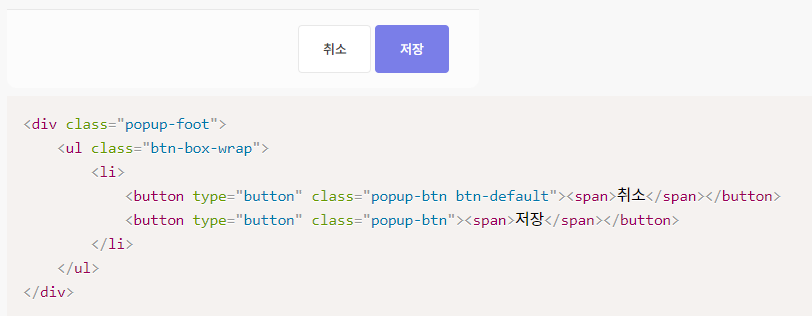 취소 저장
<div class="popup-foot">
    <ul class="btn-box-wrap">
        <li>
            <button type="button" class="popup-btn btn-default"><span>취소</span></button>
            <button type="button" class="popup-btn"><span>저장</span></button>
        </li>
    </ul>
</div>